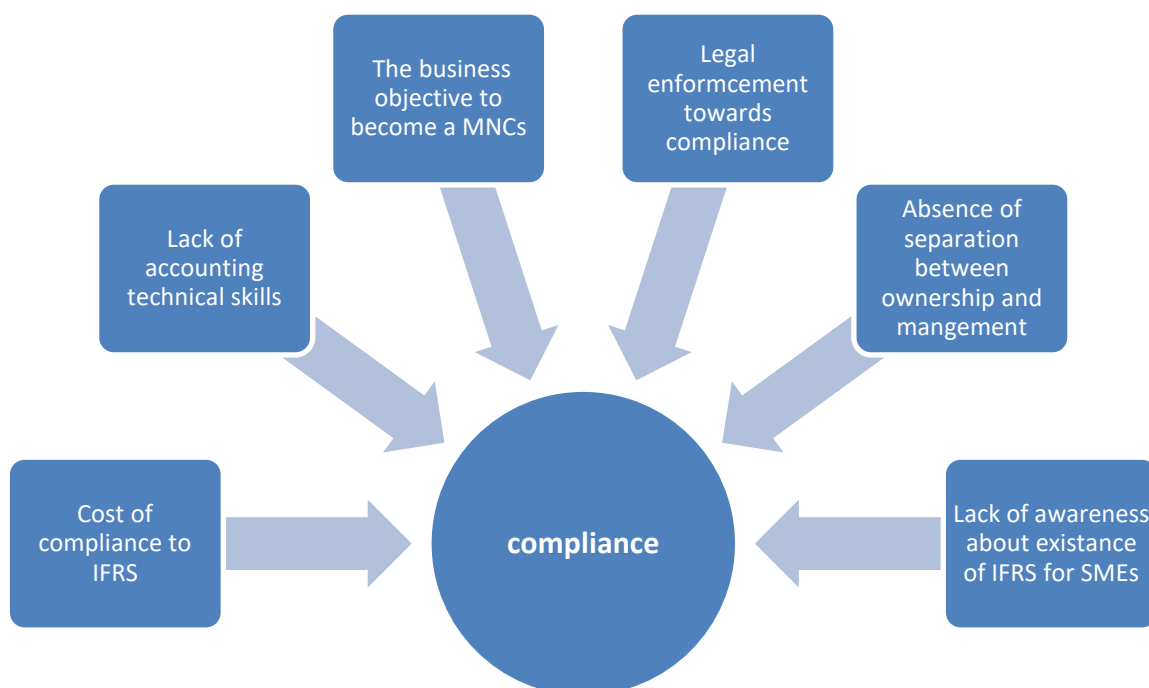 The business
objective to
become a MNCs
Legal
enformcement
towards
compliance
Lack of
accounting
technical skills
Absence of
separation
between
ownership and
mangement
Cost of
compliance to
IFRS
compliance
Lack of awareness
about existance
of IFRS for SMEs